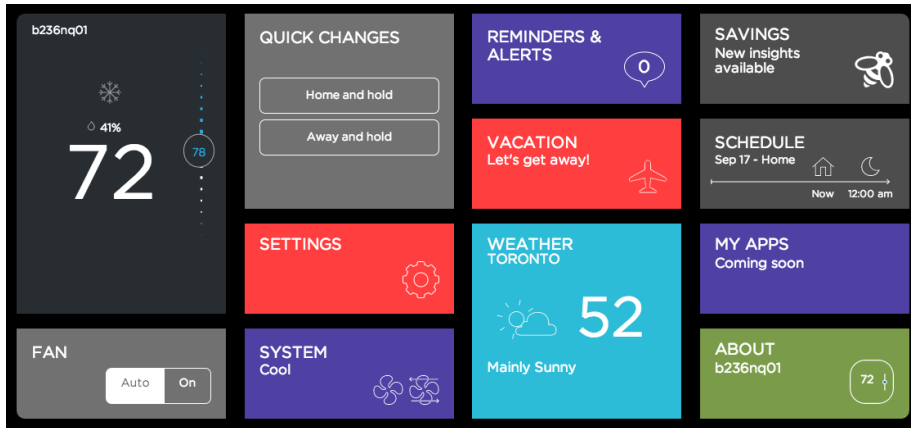 b236nq01
41%
72
78
FAN
Auto
On
QUICK CHANGES
Home and hold
Away and hold
SETTINGS
SYSTEM
Cool
REMINDERS &
ALERTS
0
VACATION
Let's get away!
WEATHER
TORONTO
52
Mainly Sunny
SAVINGS
New insights
available
SCHEDULE
Sep 17 - Home
Now
12:00 am
MY APPS
Coming soon
ABOUT
b236nq01
72